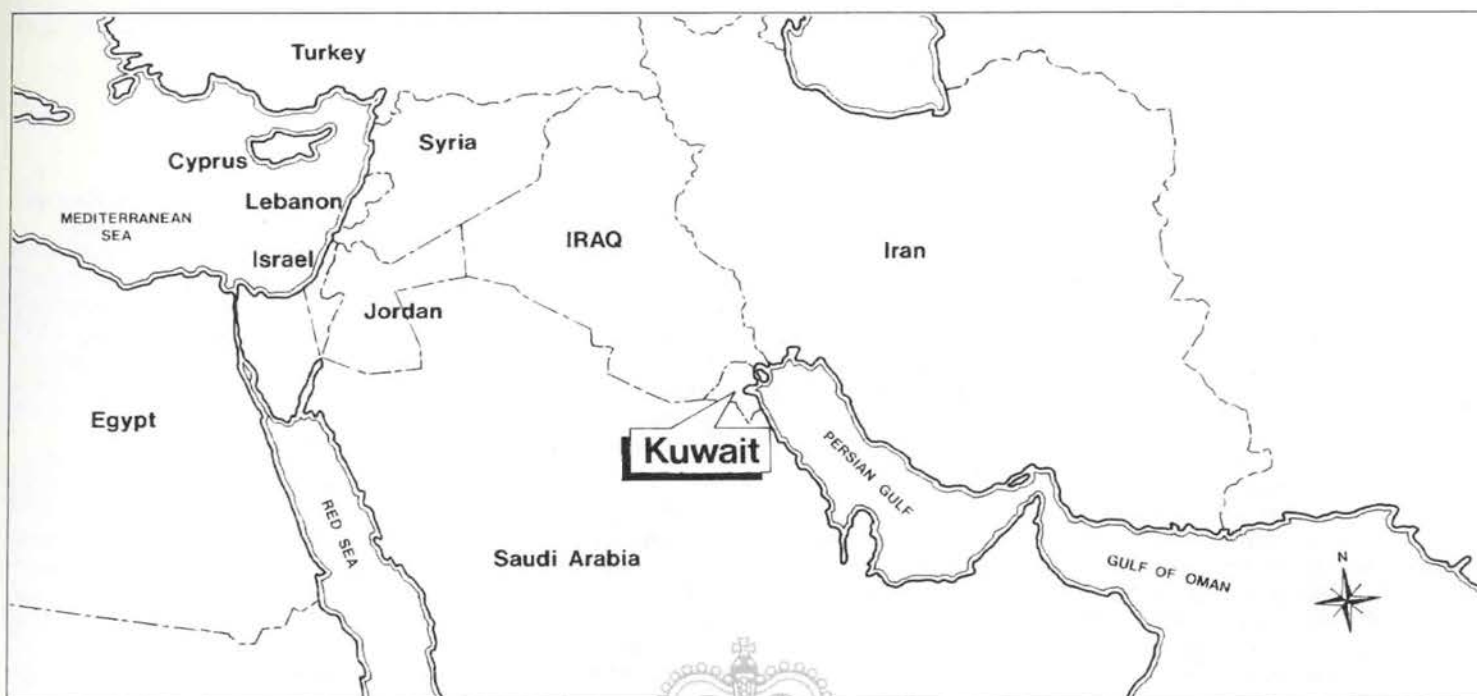 Turkey
Syria
Cyprus
Lebanon
MEDITERRANEAN
SEA
IRAQ
Iran
Israel
Jordan
Egypt
Kuwait
PERSIAN GULF
RED SEA
Saudi Arabia
GULF OF OMAN
N